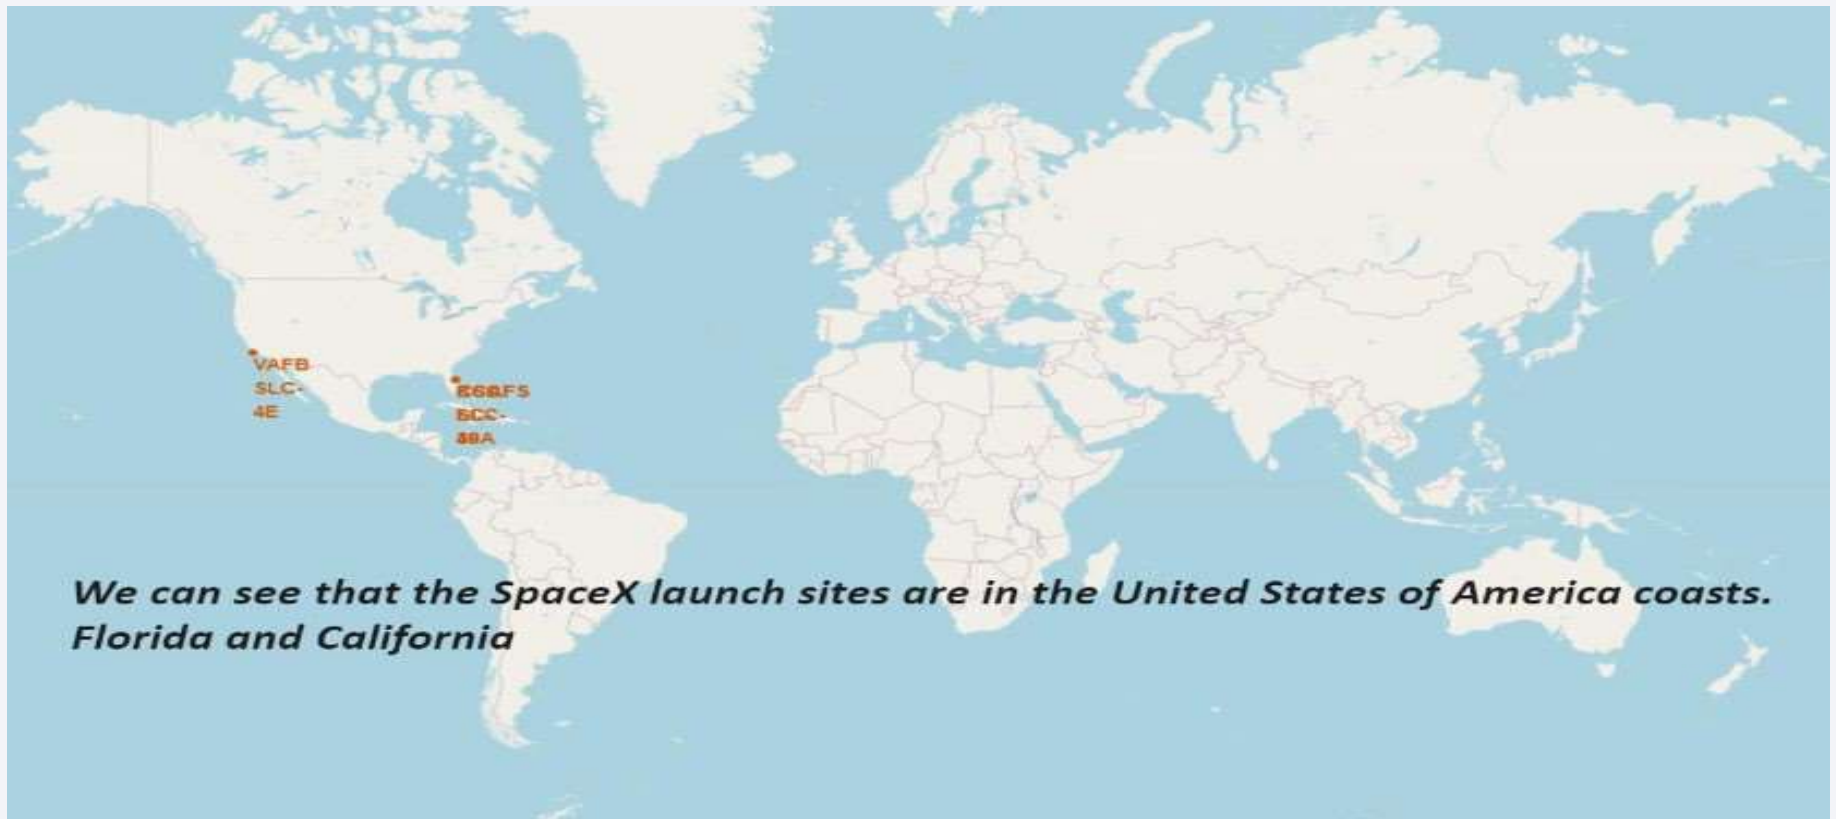 VAFB
SLC-
4E
We can see that the SpaceX launch sites are in the United States of America coasts.
Florida and California